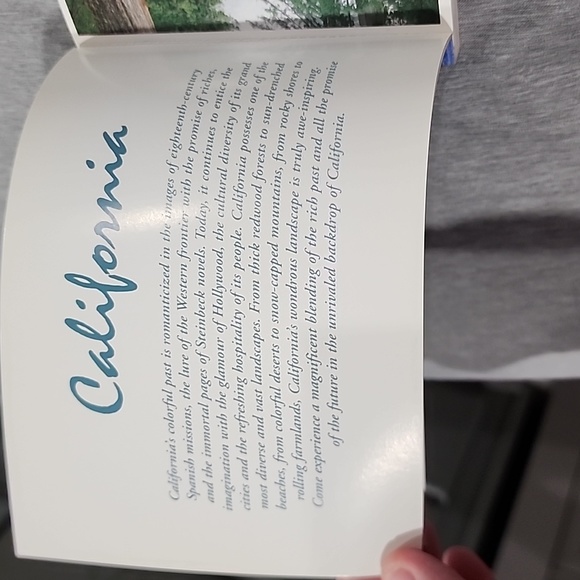 California
California's colorful past is romanticized in the images of eighteenth-century
Spanish missions, the lure of the Western frontier with the promise of riches,
and the immortal pages of Steinbeck novels. Today, it continues to entice the
imagination with the glamour of Hollywood, the cultural diversity of its grand
cities and the refreshing hospitality of its people. California possesses one of the
most diverse and vast landscapes. From thick redwood forests to sun-drenched
beaches, from colorful deserts to snow-capped mountains, from rocky shores to
rolling farmlands, California's wondrous landscape is truly awe-inspiring.
Come experience a magnificent blending of the rich past and all the promise
of the future in the unrivaled backdrop of California.